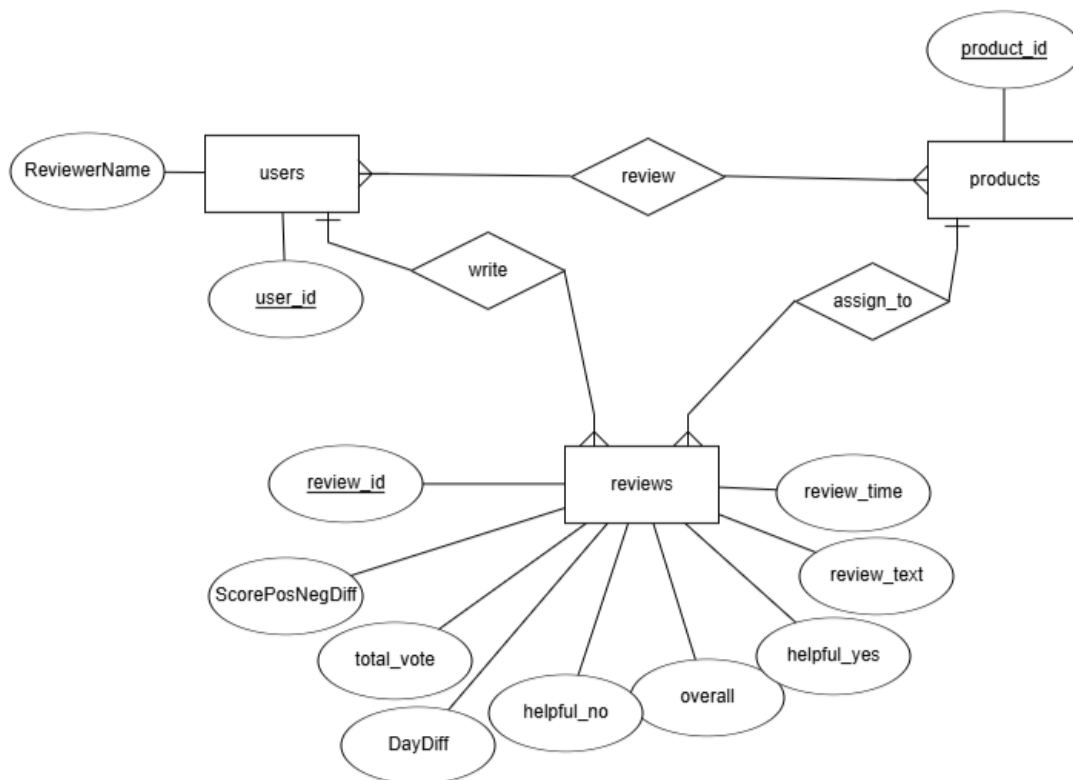 product_id
ReviewerName
users
review
products
user_id
write
assign_to
review_id
reviews
review_time
ScorePosNegDiff
review_text
total_vote
helpful_yes
DayDiff
helpful_no
overall